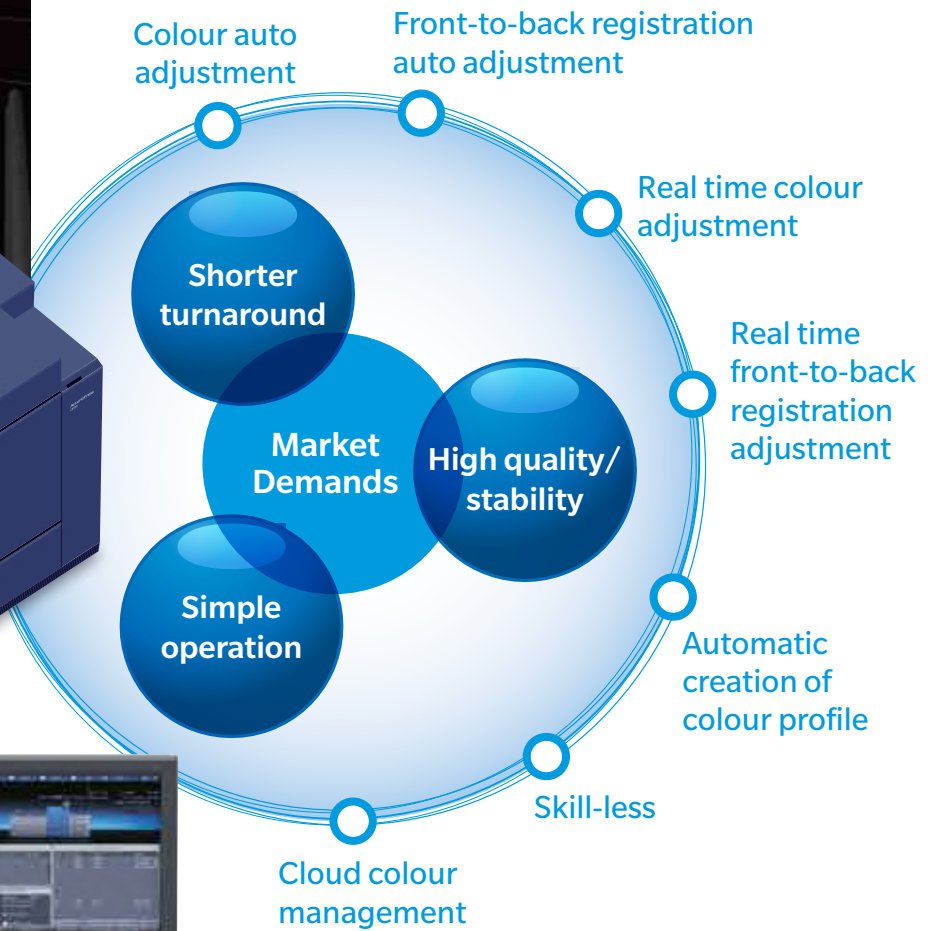 Colour auto
adjustment
Front-to-back registration
auto adjustment
Real time colour
adjustment
Shorter
turnaround
Real time
front-to-back
registration
adjustment
Market
Demands
High quality/
stability
Simple
operation
Automatic
creation of
colour profile
Skill-less
Cloud colour
management